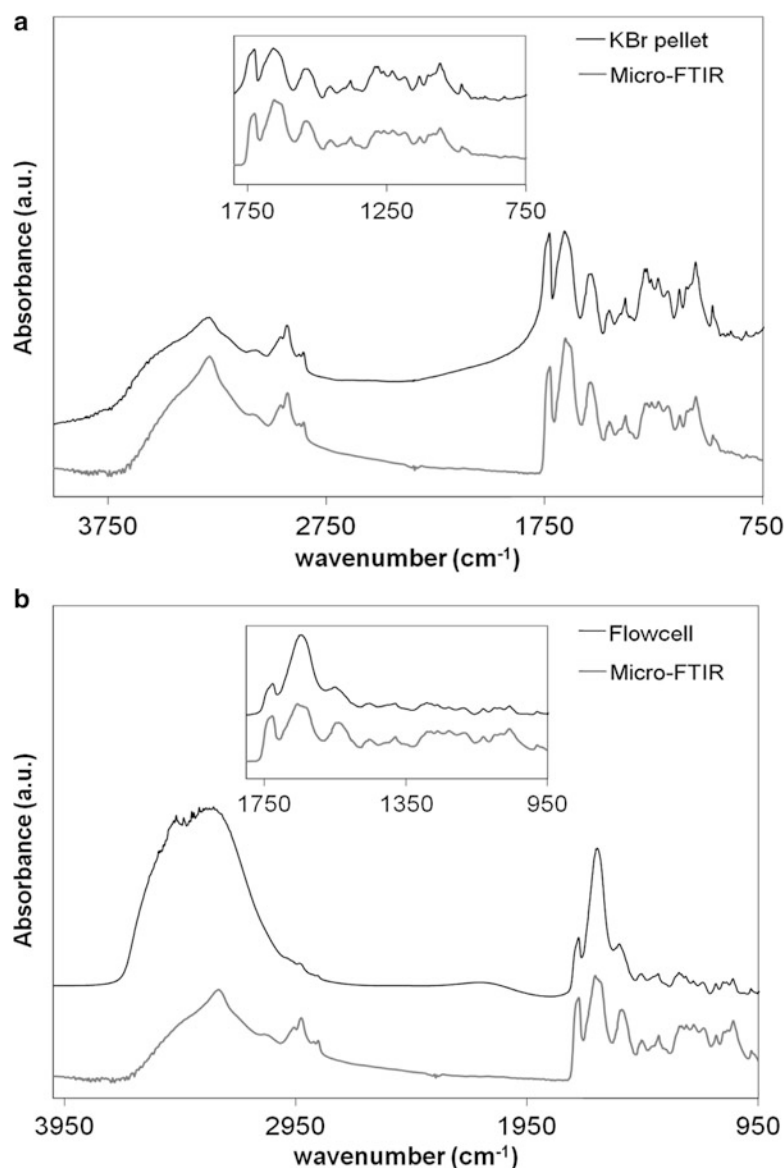 a
KBr pellet
Micro-FTIR
1750 1250 750
Absorbance (a.u.)
3750 2750 1750 750
wavenumber (cm-1)
b
Flowcell
Micro-FTIR
1750 1350 950
Absorbance (a.u.)
3950 2950 1950 950
wavenumber (cm-1)